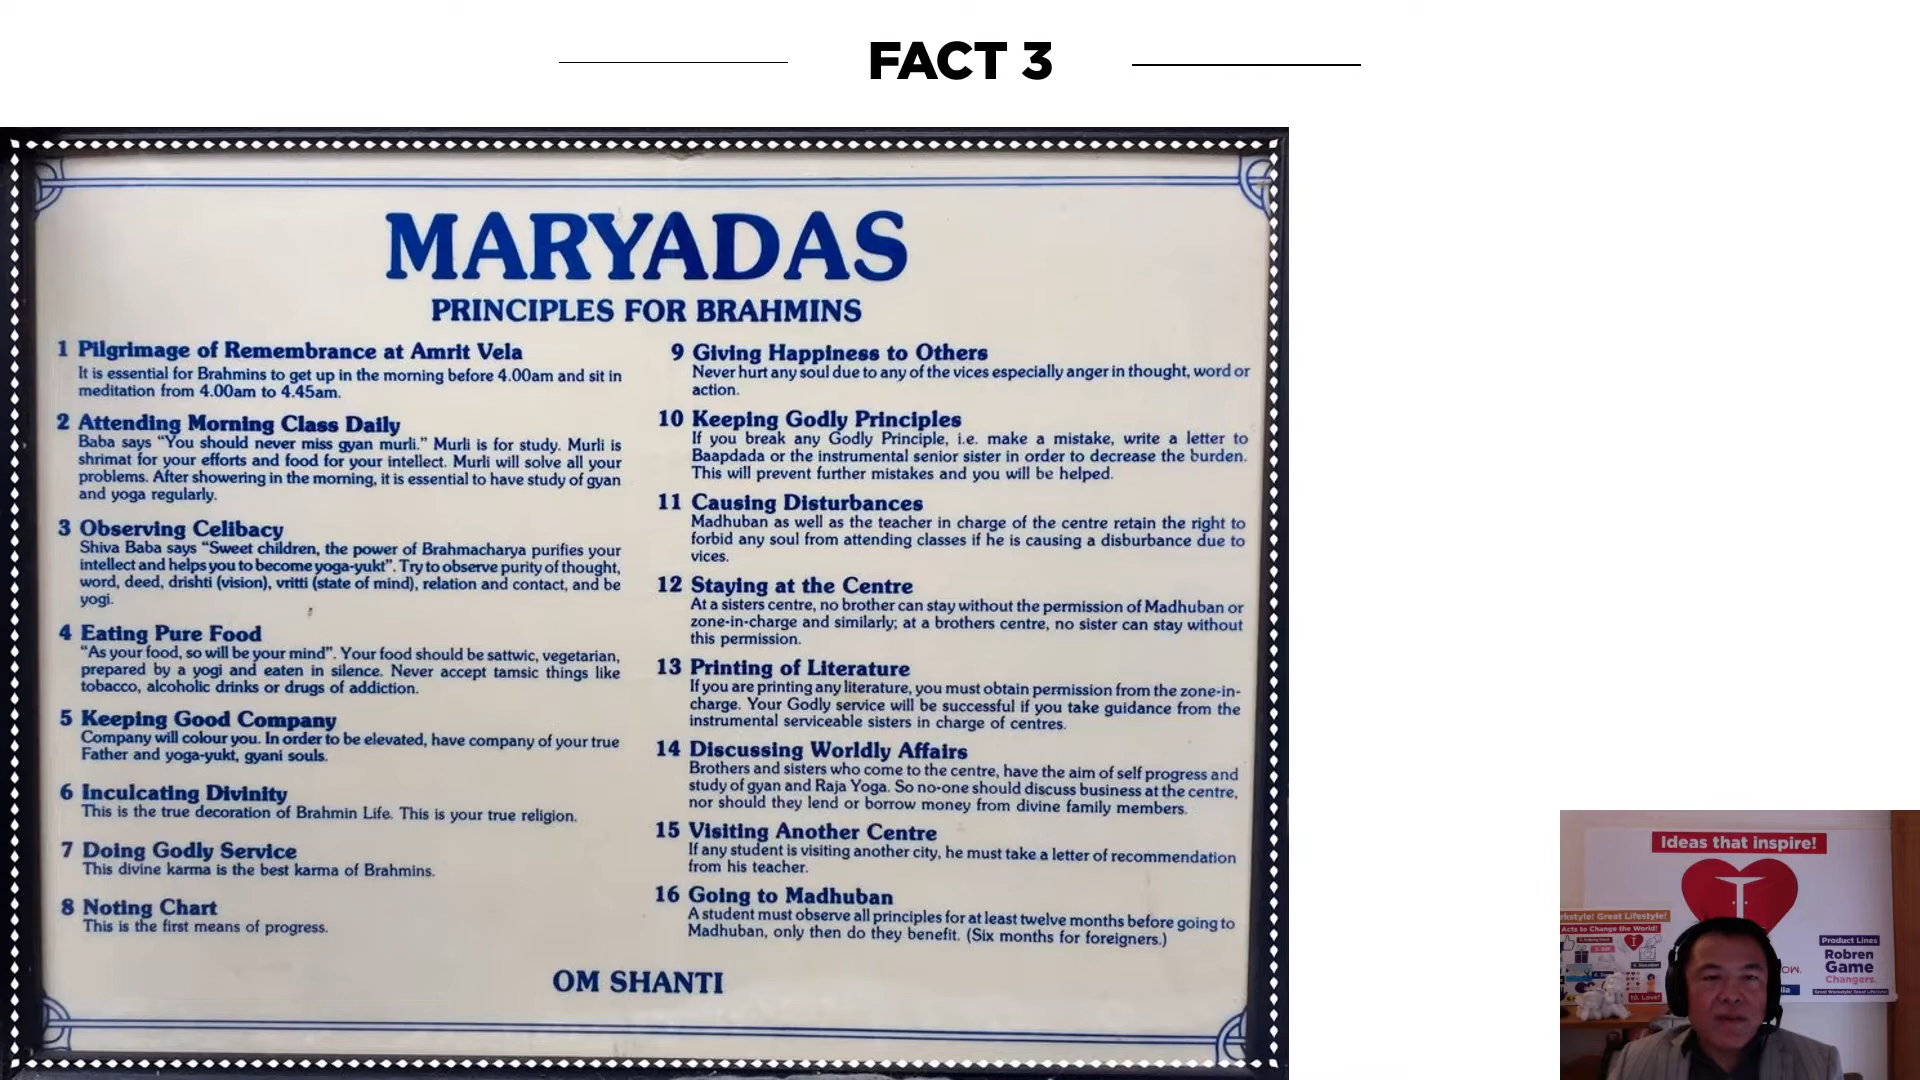 FACT 3
MARYADAS
PRINCIPLES FOR BRAHMINS
1 Pilgrimage of Remembrance at Amrit Vela
It is essential for Brahmins to get up in the morning before 4.00am and sit in
meditation from 4.00am to 4.45am.
2 Attending Morning Class Daily
Baba says “You should never miss gyan murli.” Murli is for study. Murli is
shrimat for your efforts and food for your intellect. Murli will solve all your
problems. After showering in the morning, it is essential to have study of gyan
and yoga regularly.
3 Observing Celibacy
Shiva Baba says “Sweet children, the power of Brahmacharya purifies your
intellect and helps you to become yoga-yukt”. Try to observe purity of thought,
word, deed, drishti (vision), vritti (state of mind), relation and contact, and be
yogi.
4 Eating Pure Food
“As your food, so will be your mind”. Your food should be sattwic, vegetarian,
prepared by a yogi and eaten in silence. Never accept tamsic things like
tobacco, alcoholic drinks or drugs of addiction.
5 Keeping Good Company
Company will colour you. In order to be elevated, have company of your true
Father and yoga-yukt, gyani souls.
6 Inculcating Divinity
This is the true decoration of Brahmin Life. This is your true religion.
7 Doing Godly Service
This divine karma is the best karma of Brahmins.
8 Noting Chart
This is the first means of progress.
9 Giving Happiness to Others
Never hurt any soul due to any of the vices especially anger in thought, word or
action.
10 Keeping Godly Principles
If you break any Godly Principle, i.e. make a mistake, write a letter to
Baapdada or the instrumental senior sister in order to decrease the burden.
This will prevent further mistakes and you will be helped.
11 Causing Disturbances
Madhuban as well as the teacher in charge of the centre retain the right to
forbid any soul from attending classes if he is causing a disburbance due to
vices.
12 Staying at the Centre
At a sisters centre, no brother can stay without the permission of Madhuban or
zone-in-charge and similarly; at a brothers centre, no sister can stay without
this permission.
13 Printing of Literature
If you are printing any literature, you must obtain permission from the zone-in-
charge. Your Godly service will be successful if you take guidance from the
instrumental serviceable sisters in charge of centres.
14 Discussing Worldly Affairs
Brothers and sisters who come to the centre, have the aim of self progress and
study of gyan and Raja Yoga. So no-one should discuss business at the centre,
nor should they lend or borrow money from divine family members.
15 Visiting Another Centre
If any student is visiting another city, he must take a letter of recommendation
from his teacher.
16 Going to Madhuban
A student must observe all principles for at least twelve months before going to
Madhuban, only then do they benefit. (Six months for foreigners.)
OM SHANTI
Ideas that inspire!
Great Lifestyle!
Acts to Change the World!
10. Love!
Product Lines
Robren
Game
Changers.
Great Workstyle! Great Lifestyle!